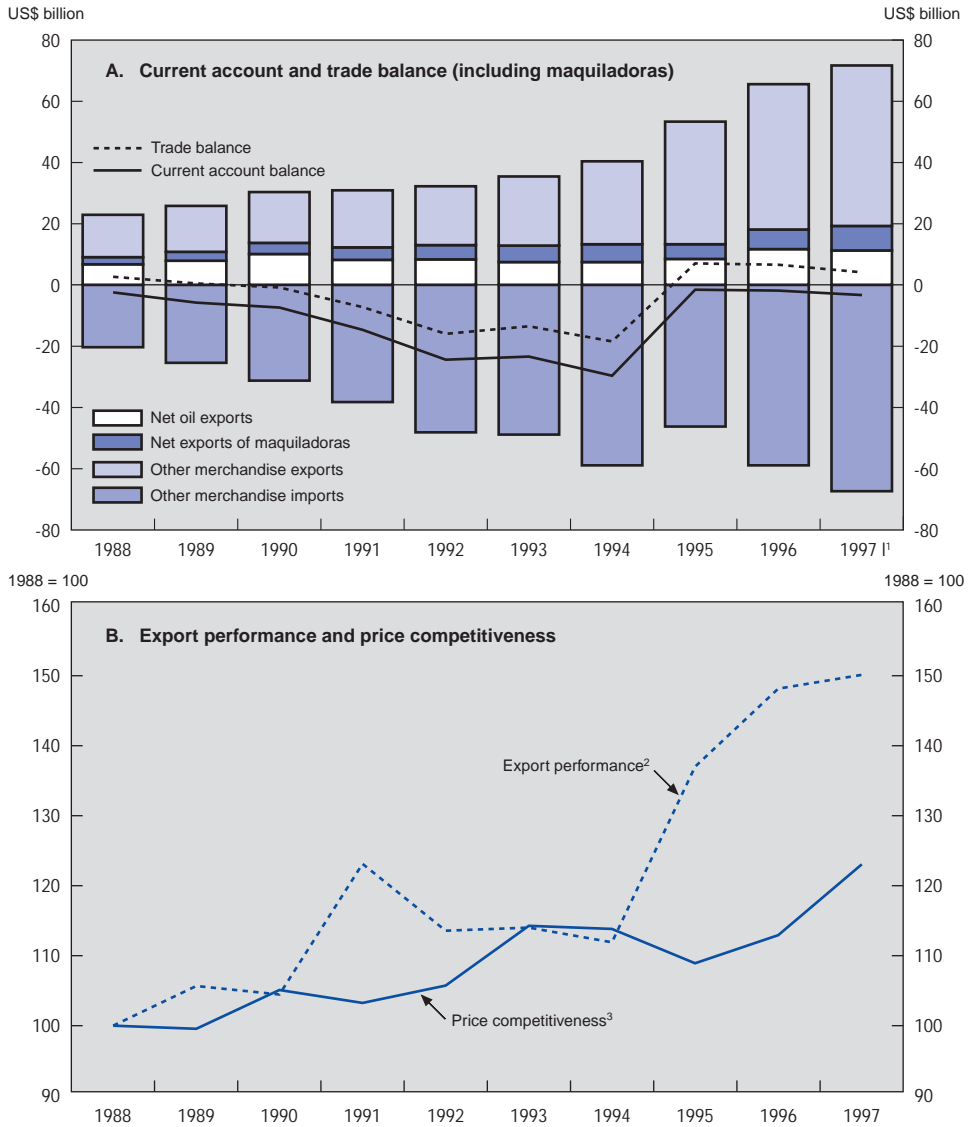 US$ billion US$ billion
80 80
A. Current account and trade balance (including maquiladoras)
60 60
Trade balance
40 40
Current account balance
20 20
0 0
-20 -20
-40 -40
Net oil exports
Net exports of maquiladoras
Other merchandise exports
-60 -60
Other merchandise imports
-80 -80
1988 1989 1990 1991 1992 1993 1994 1995 1996 1997 I¹
1988 = 100 1988 = 100
160 160
B. Export performance and price competitiveness
150 150
140 140
Export performance²
130 130
120 120
110 110
100 100
Price competitiveness³
90 90
1988 1989 1990 1991 1992 1993 1994 1995 1996 1997